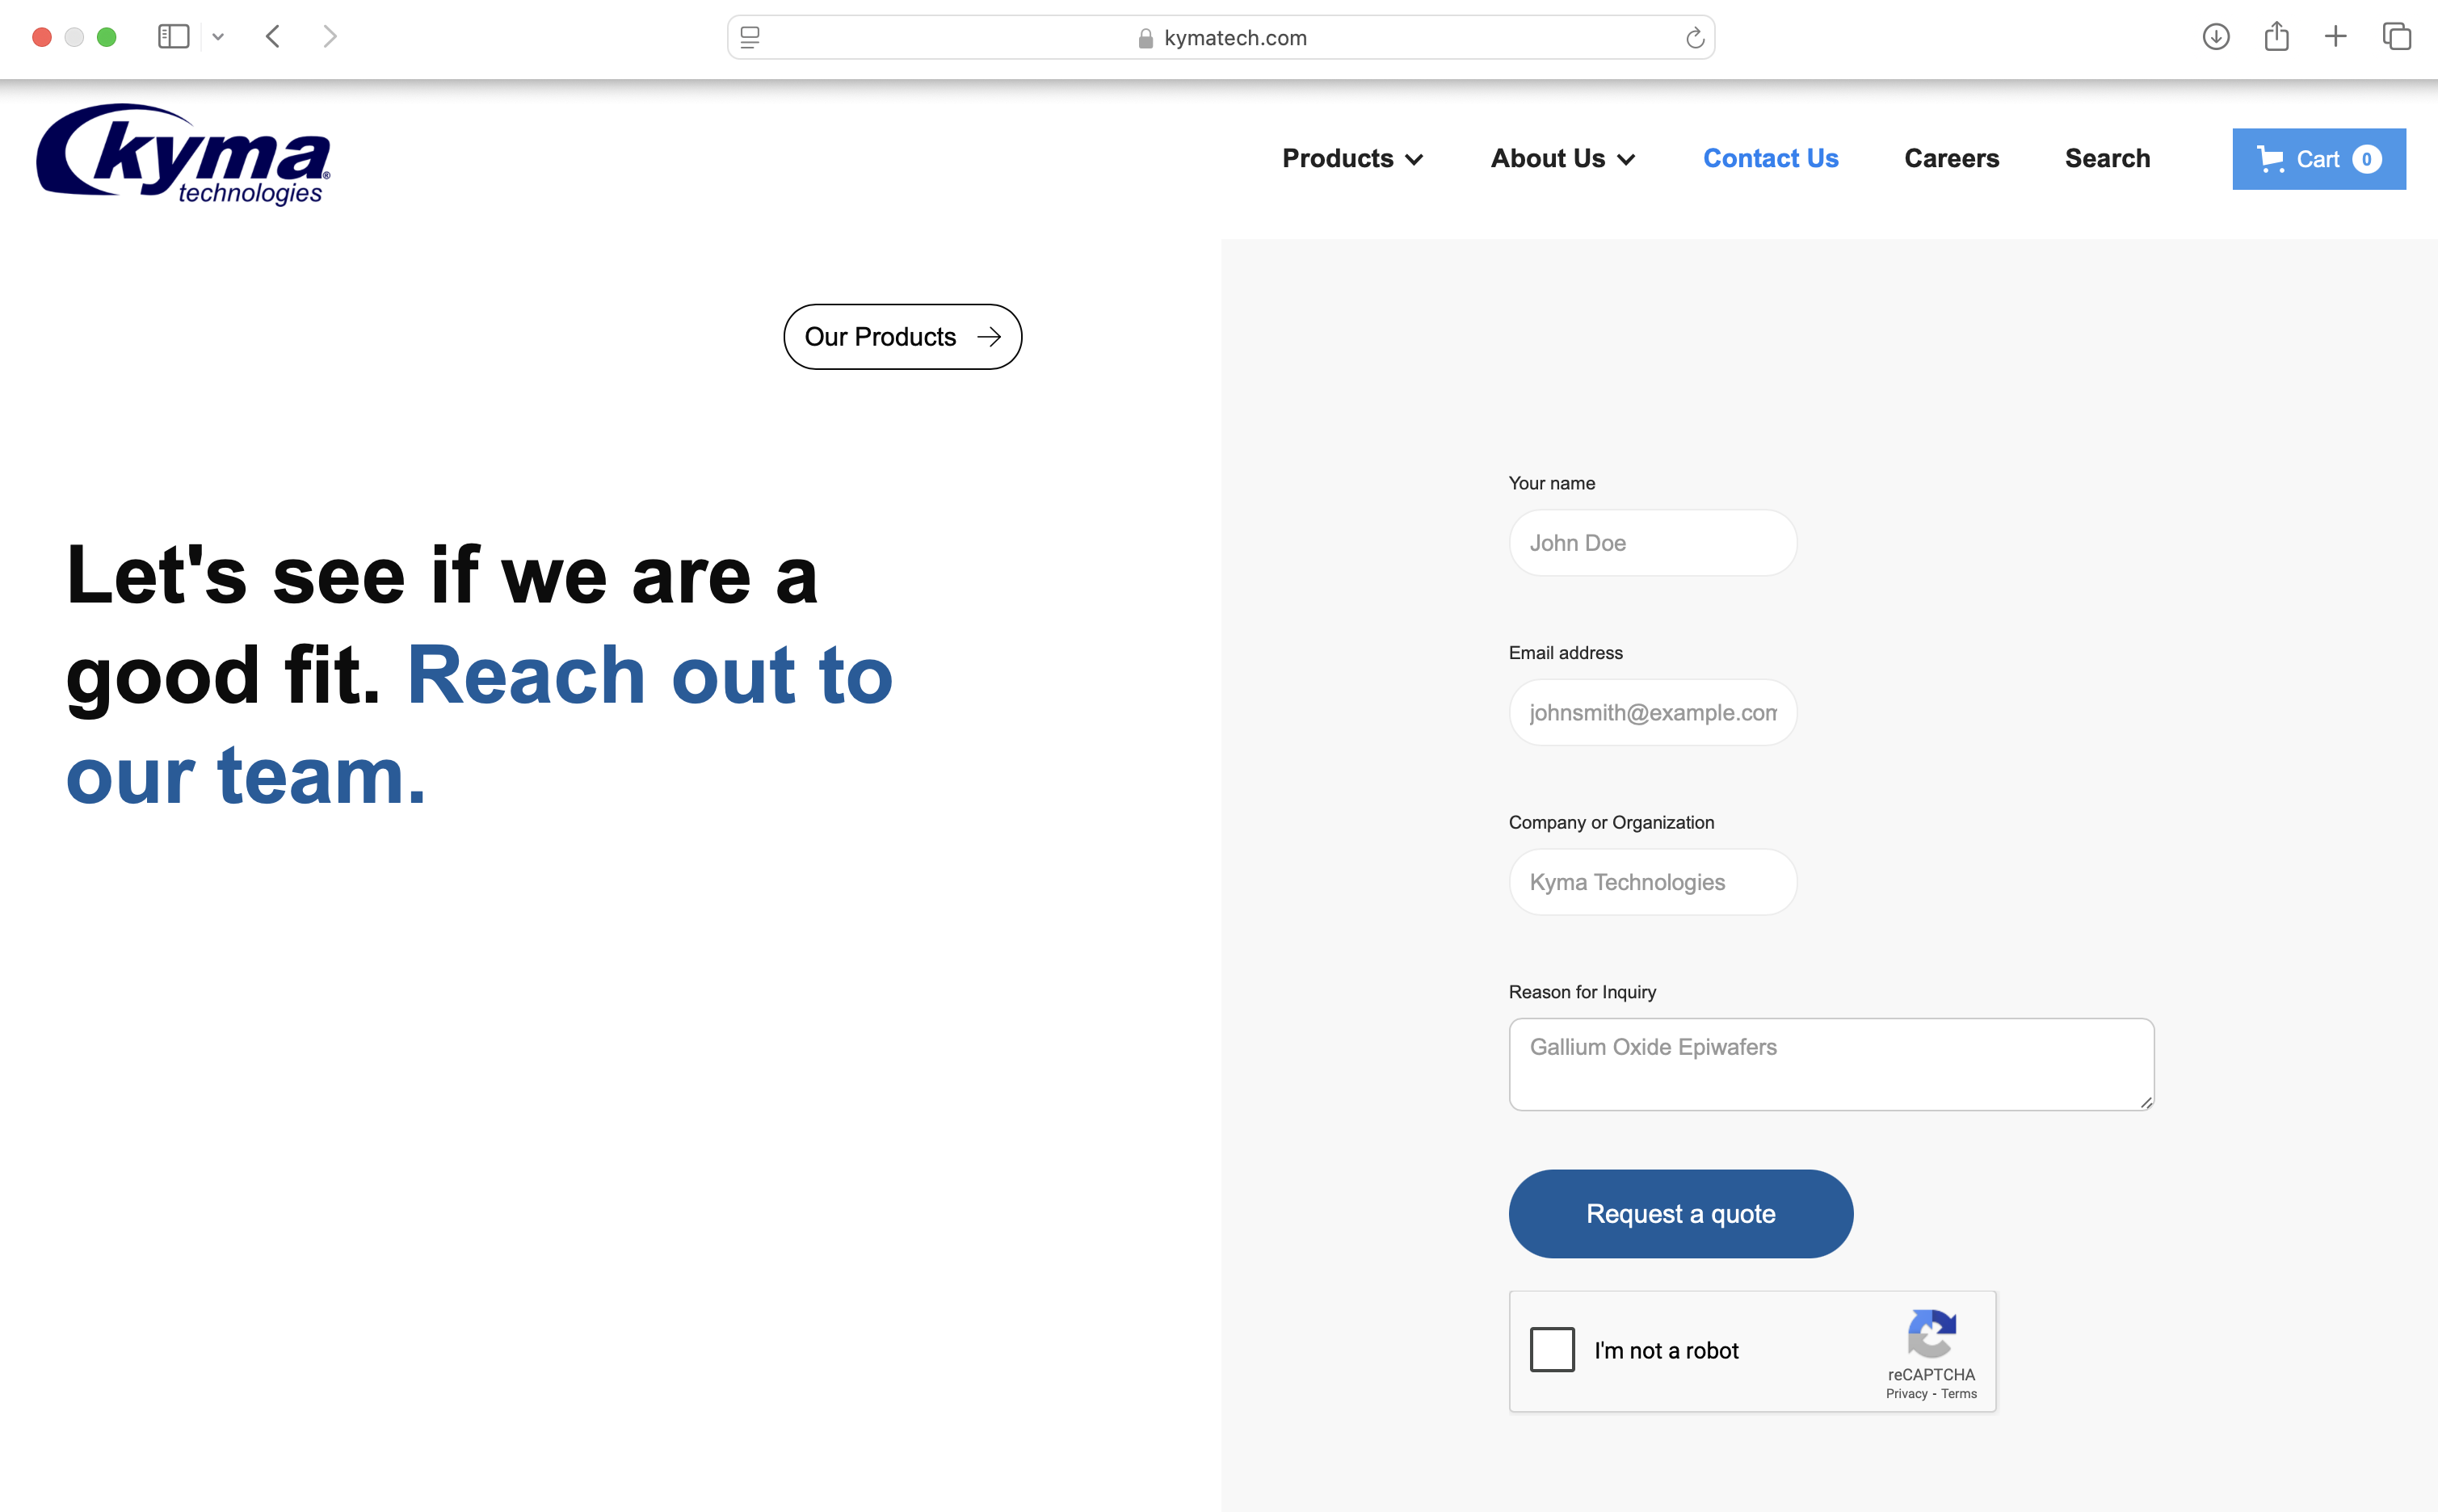 kymatech.com
kyma®
technologies
Products
About Us
Contact Us
Careers
Search
Cart 0
Our Products
Let's see if we are a
good fit. Reach out to
our team.
Your name
John Doe
Email address
johnsmith@example.com
Company or Organization
Kyma Technologies
Reason for Inquiry
Gallium Oxide Epiwafers
Request a quote
I'm not a robot
reCAPTCHA
Privacy - Terms